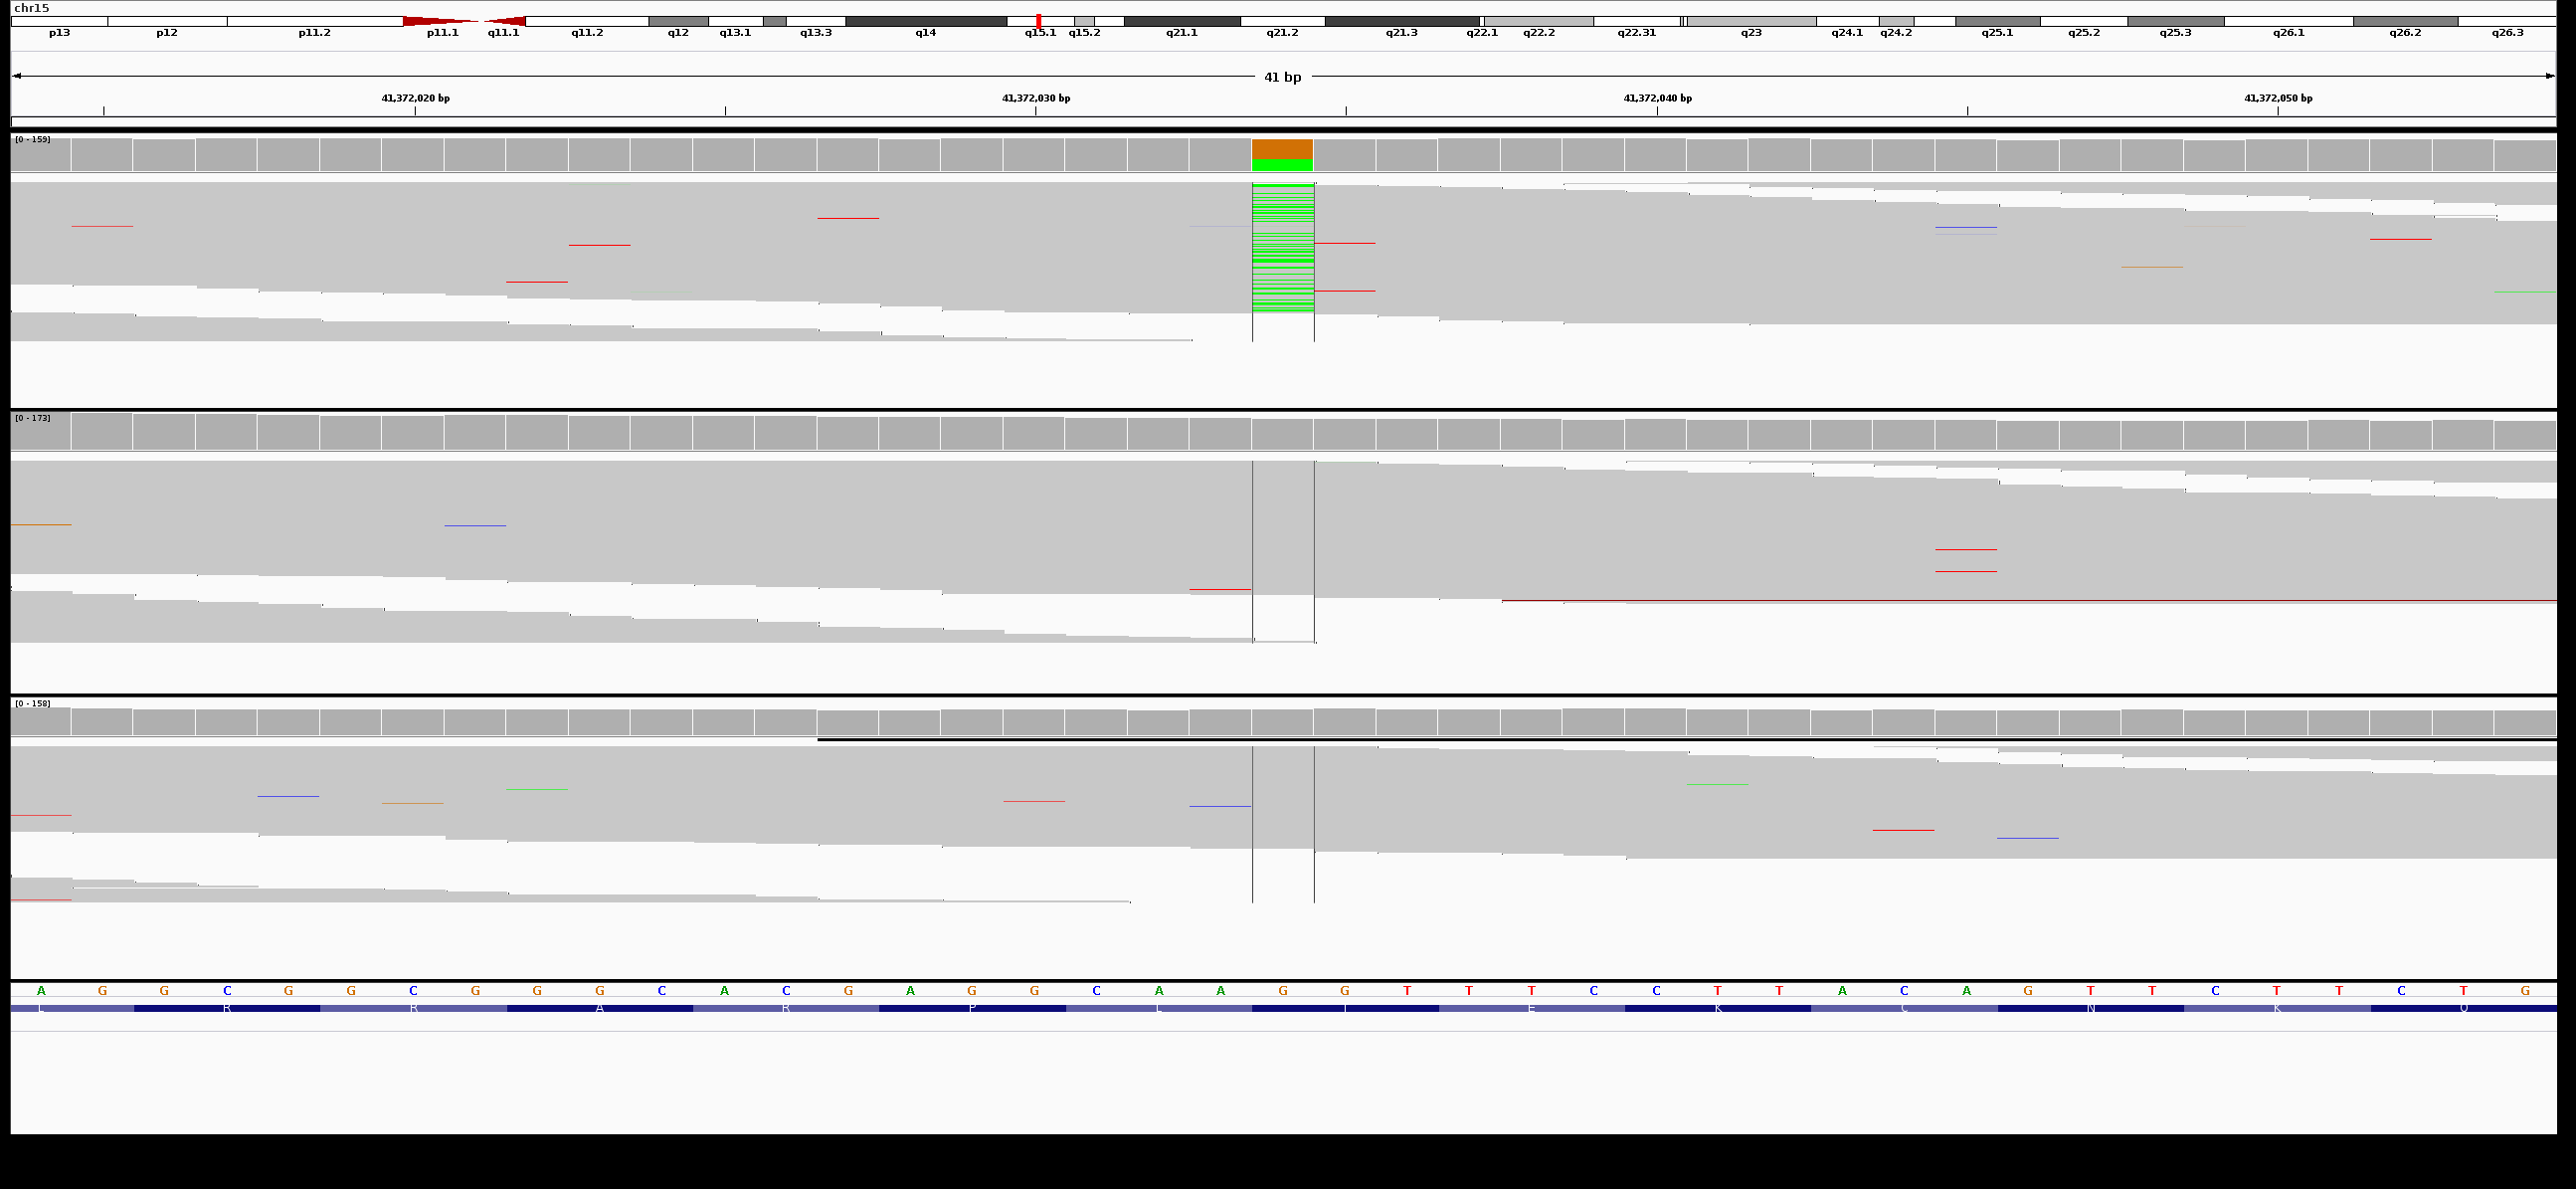 chr15
p13 p12 p11.2 p11.1 q11.1 q11.2 q12 q13.1 q13.3 q14 q15.1 q15.2 q21.1 q21.2 q21.3 q22.1 q22.2 q22.31 q23 q24.1 q24.2 q25.1 q25.2 q25.3 q26.1 q26.2 q26.3
41 bp
41,372,020 bp 41,372,030 bp 41,372,040 bp 41,372,050 bp
[0 - 159]
[0 - 173]
[0 - 158]
A G G C G G C G G G C A C G A G G C A A G G T T T C C T T A C A G T T C T T C T G
L R R A R P L I E K C N K Q